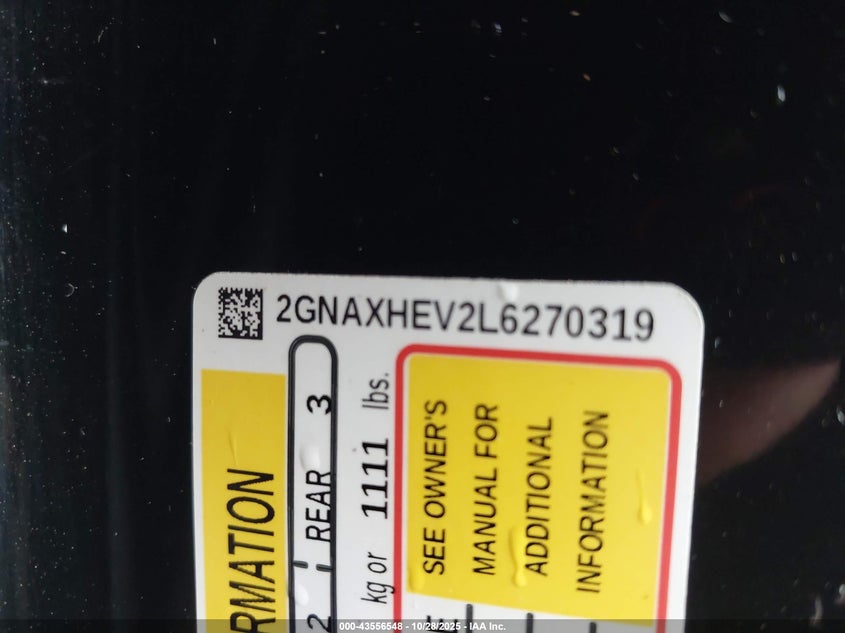 2GNAXHEV2L6270319
RMATION
2 REAR 3
kg or 1111 lbs.
SEE OWNER'S
MANUAL FOR
ADDITIONAL
INFORMATION
000-43556548 - 10/28/2025 - IAA Inc.